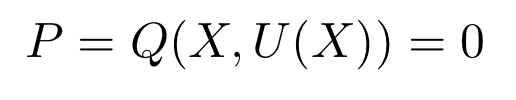 P = Q(X, U(X)) = 0